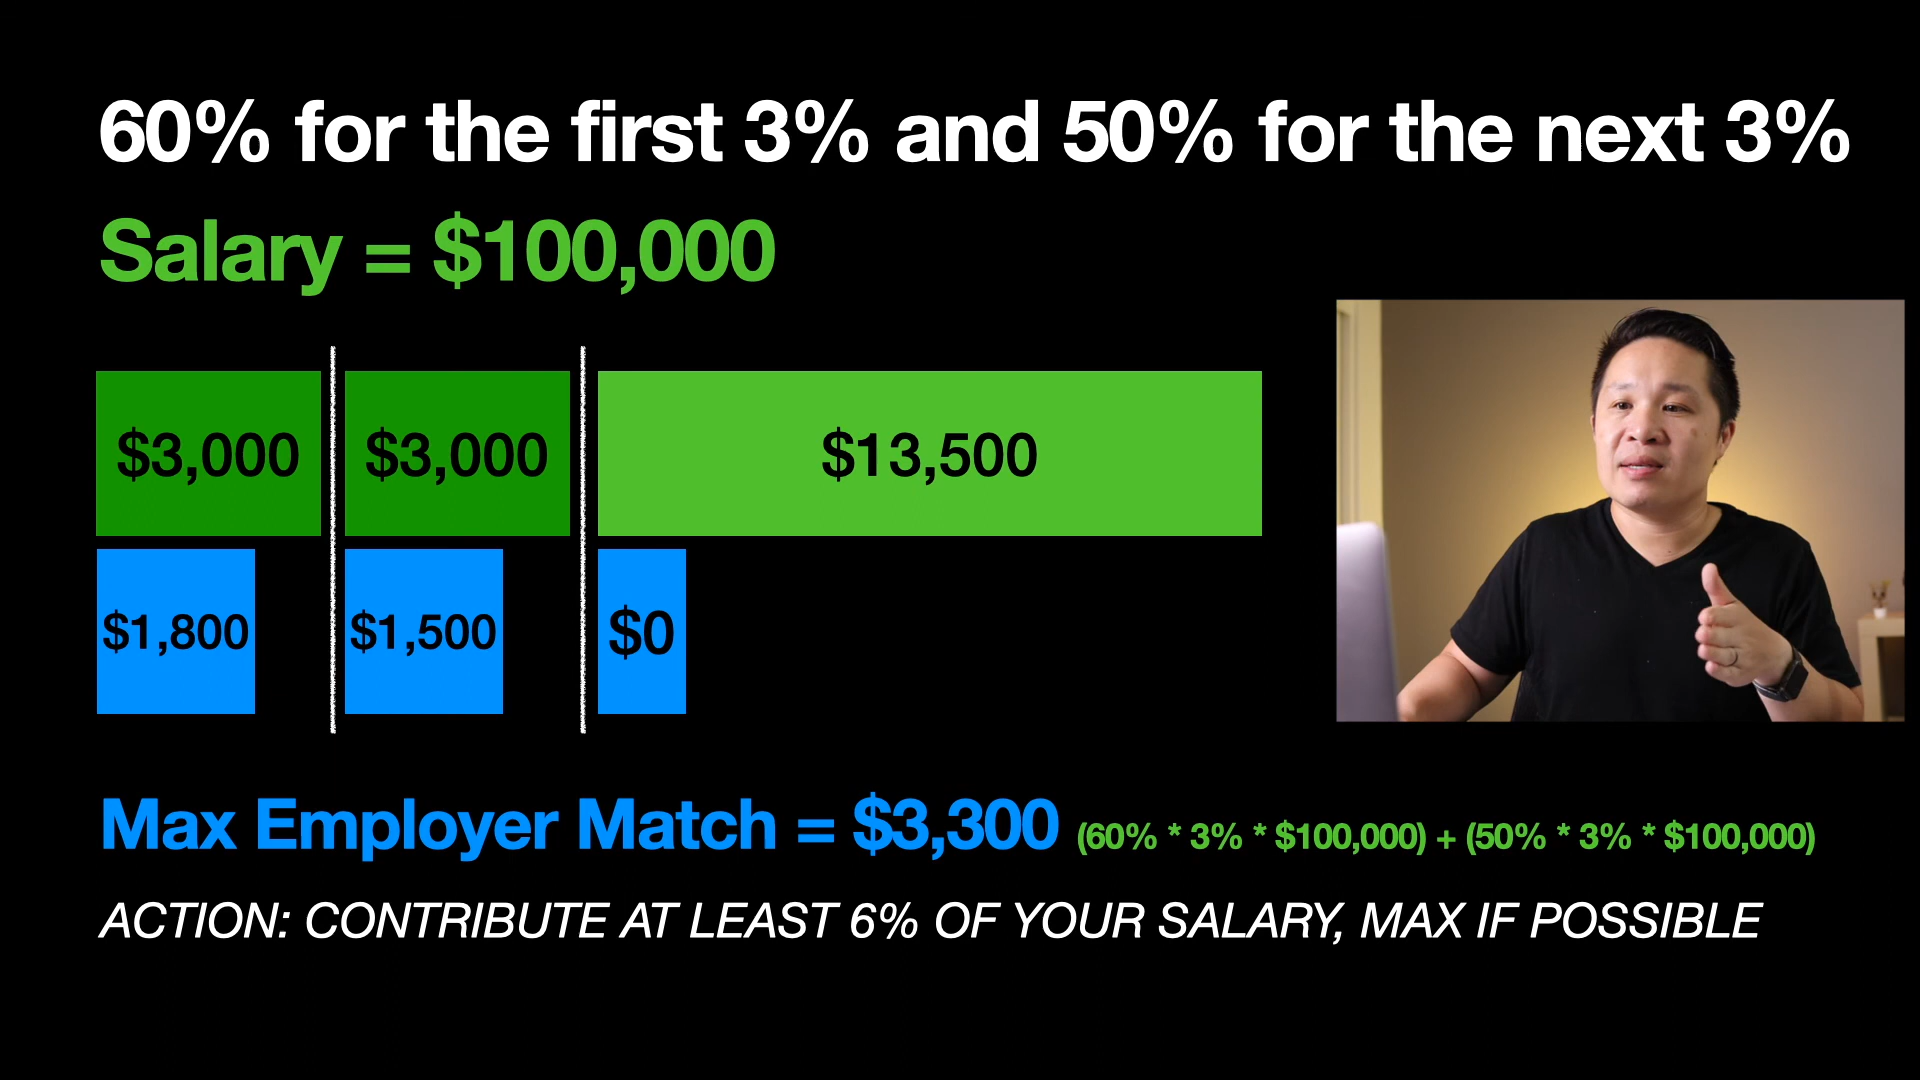 60% for the first 3% and 50% for the next 3%
Salary = $100,000
$3,000 $3,000 $13,500
$1,800 $1,500 $0
Max Employer Match = $3,300 (60% * 3% * $100,000) + (50% * 3% * $100,000)
ACTION: CONTRIBUTE AT LEAST 6% OF YOUR SALARY, MAX IF POSSIBLE